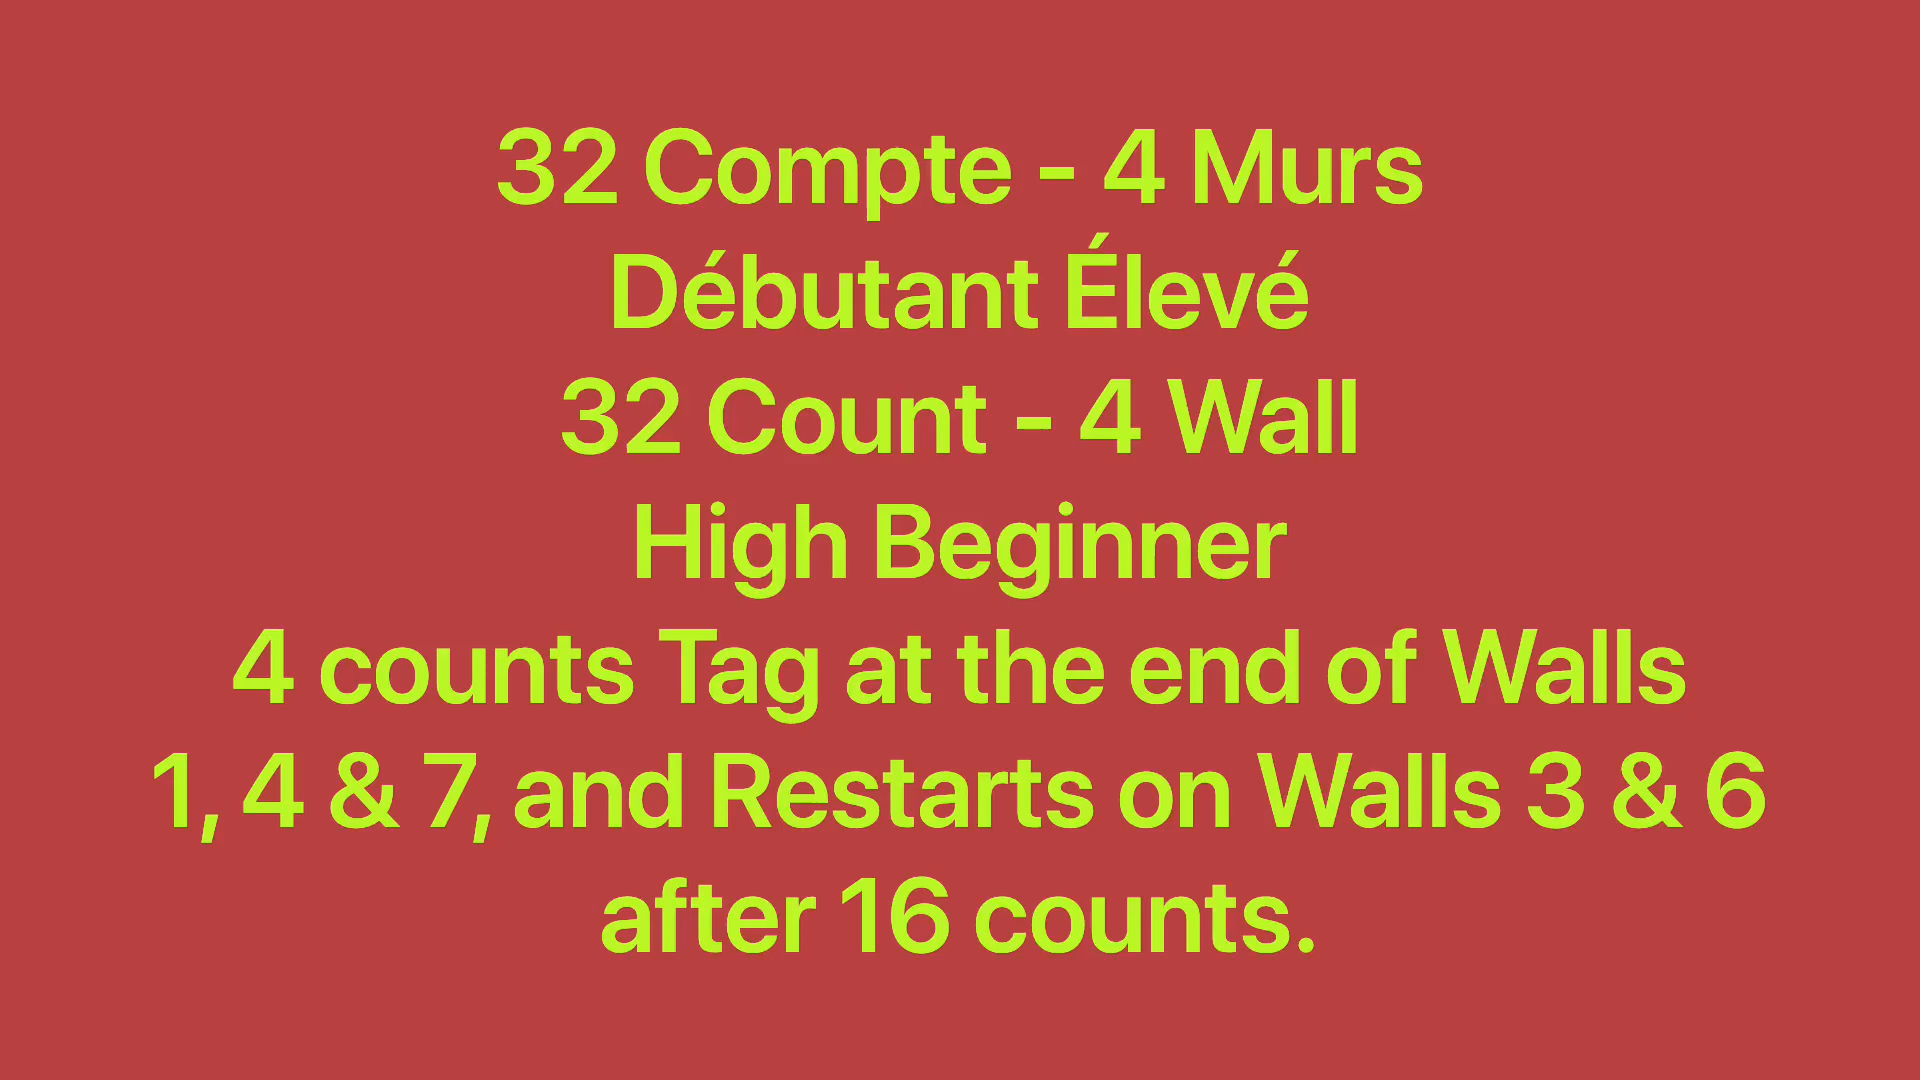 32 Compte - 4 Murs
Débutant Élevé
32 Count - 4 Wall
High Beginner
4 counts Tag at the end of Walls
1, 4 & 7, and Restarts on Walls 3 & 6
after 16 counts.